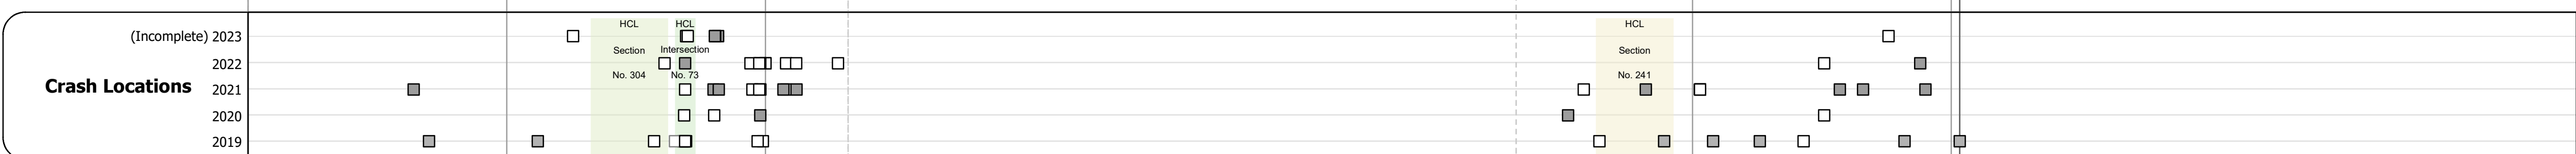 Crash Locations
(Incomplete) 2023
2022
2021
2020
2019
HCL
Section
No. 304
HCL
Intersection
No. 73
HCL
Section
No. 241